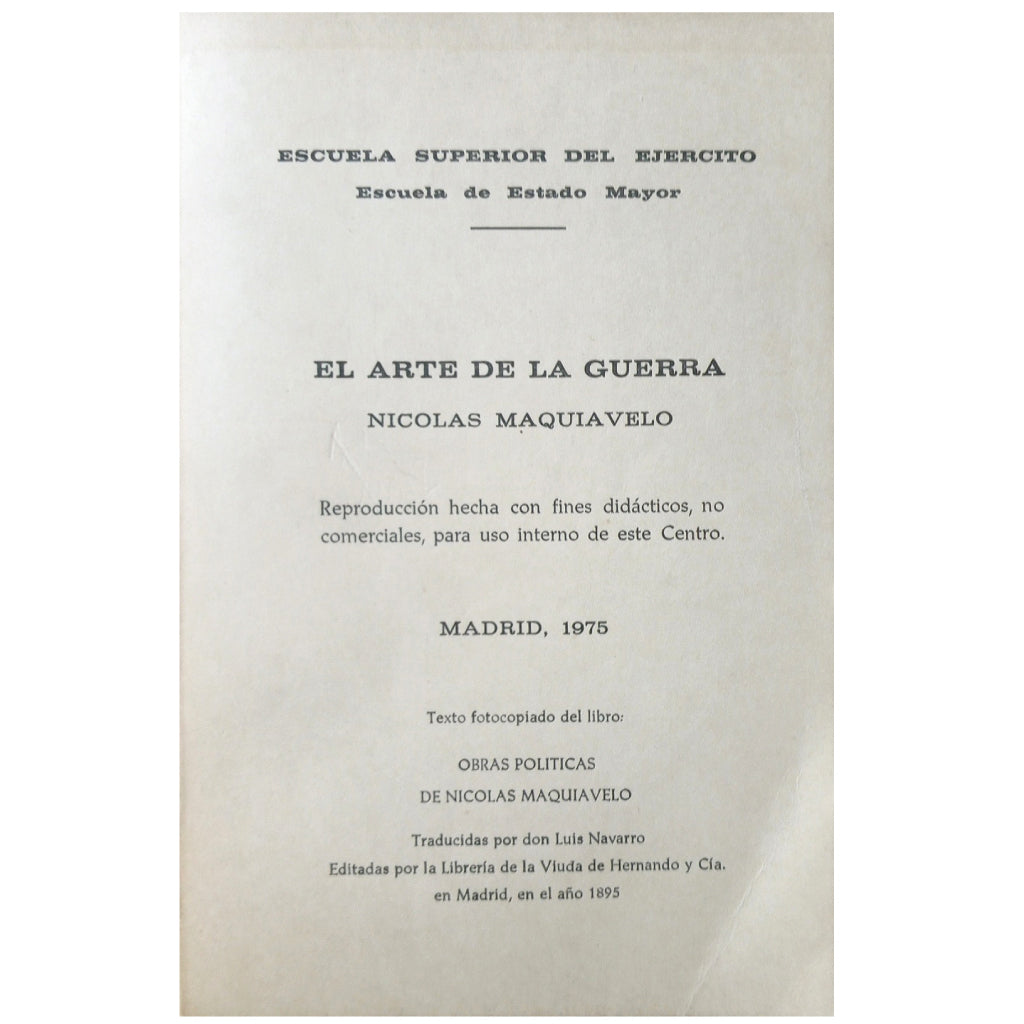 ESCUELA SUPERIOR DEL EJERCITO
Escuela de Estado Mayor
EL ARTE DE LA GUERRA
NICOLAS MAQUIAVELO
Reproducción hecha con fines didácticos, no
comerciales, para uso interno de este Centro.
MADRID, 1975
Texto fotocopiado del libro:
OBRAS POLITICAS
DE NICOLAS MAQUIAVELO
Traducidas por don Luis Navarro
Editadas por la Librería de la Viuda de Hernando y Cía.
en Madrid, en el año 1895